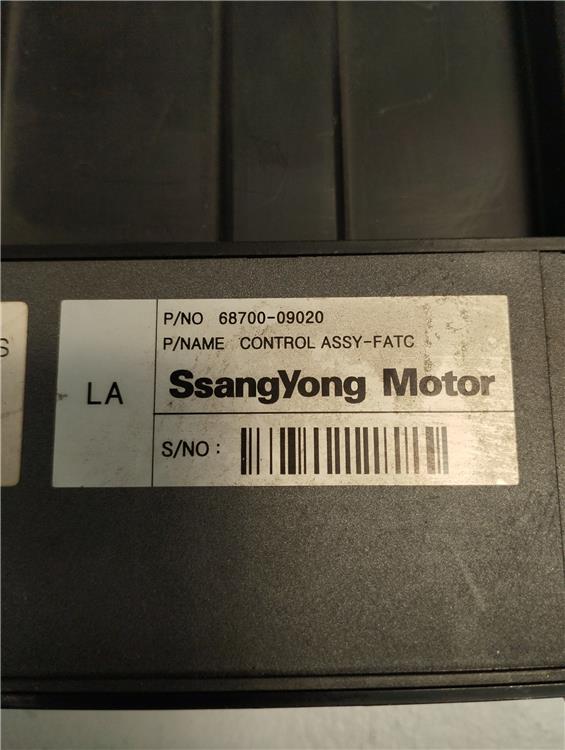 S
LA
P/NO 68700-09020
P/NAME CONTROL ASSY-FATC
SsangYong Motor
S/NO :